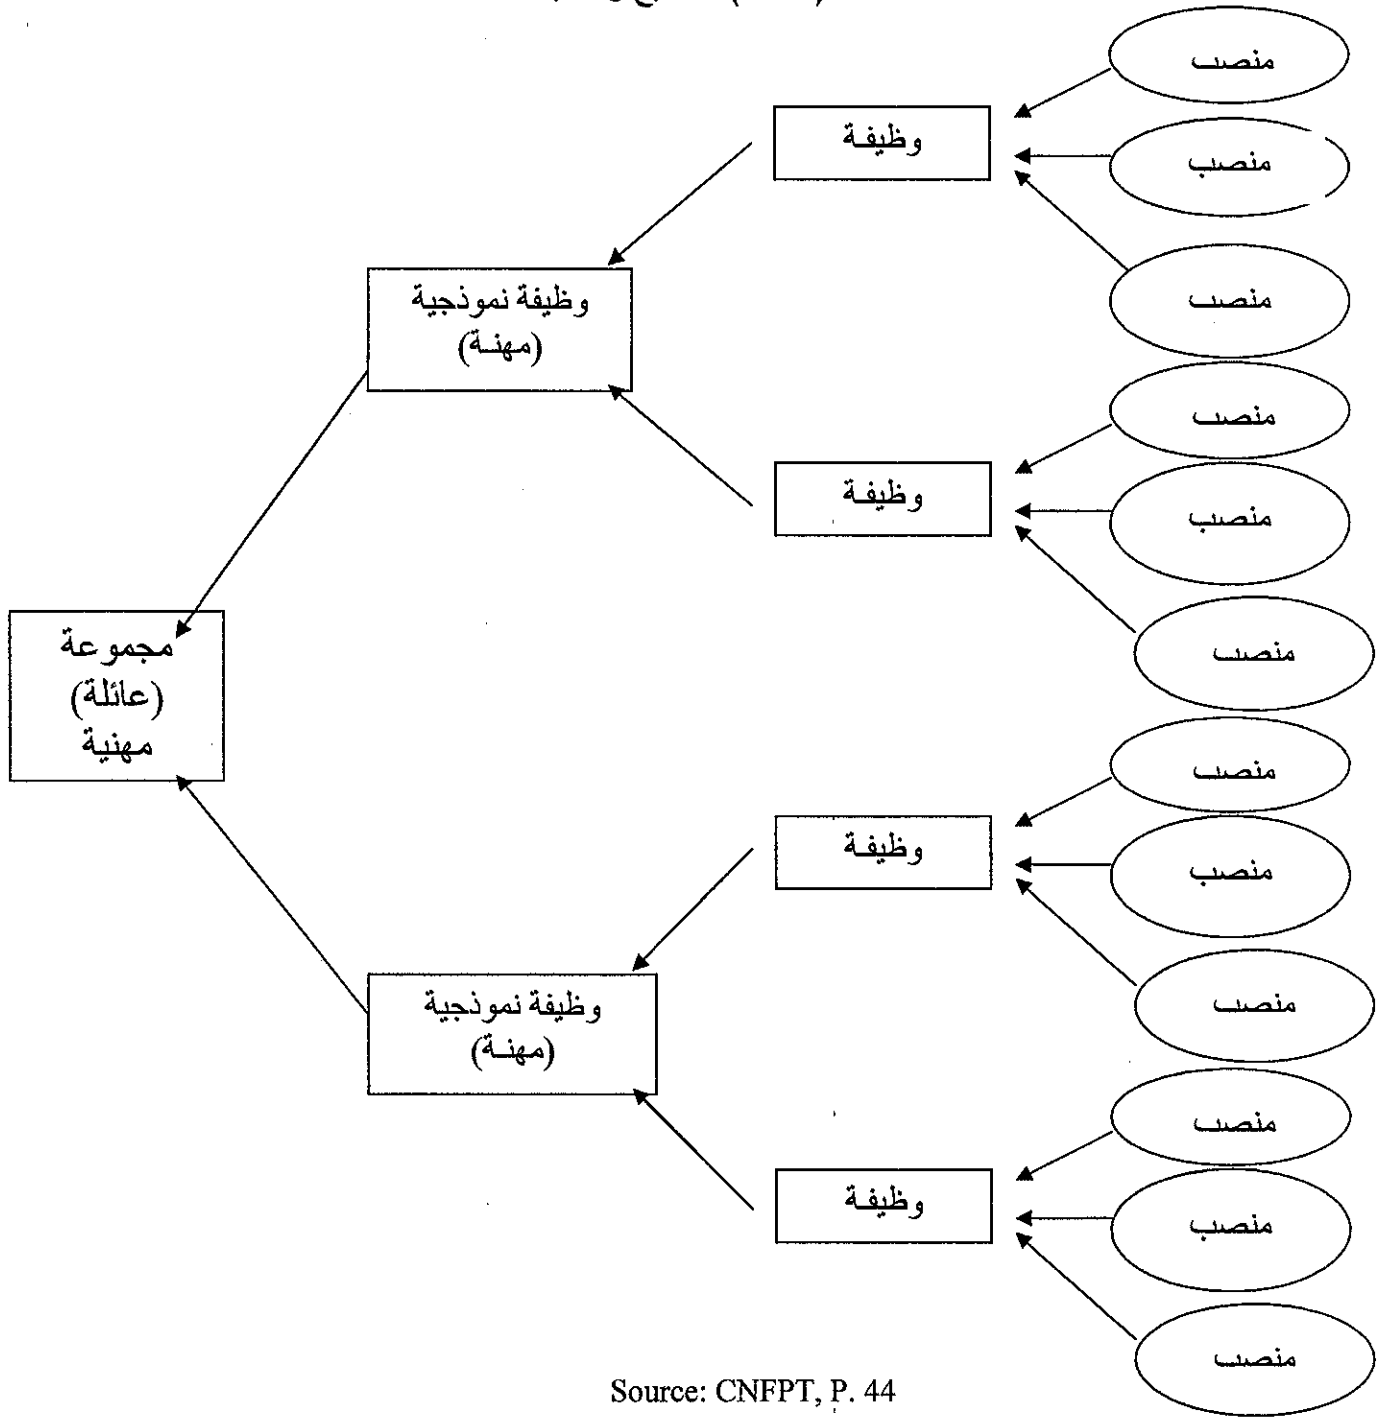 منصب
وظيفة
منصب
منصب
وظيفة نموذجية
(مهنة)
منصب
وظيفة
منصب
منصب
مجموعة
(عائلة)
مهنية
منصب
وظيفة
منصب
منصب
وظيفة نموذجية
(مهنة)
منصب
وظيفة
منصب
منصب
Source: CNFPT, P. 44